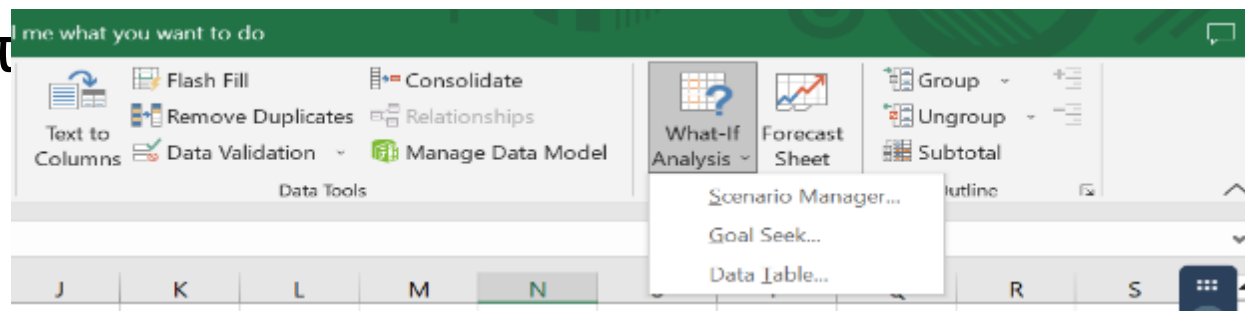 me what you want to do
Flash Fill
Consolidate
Group
Remove Duplicates
Relationships
Ungroup
Text to
Columns
Data Validation
Manage Data Model
What-If
Analysis
Forecast
Sheet
Subtotal
Data Tools
Scenario Manager...
Goal Seek...
Data Table...
J K L M N R S